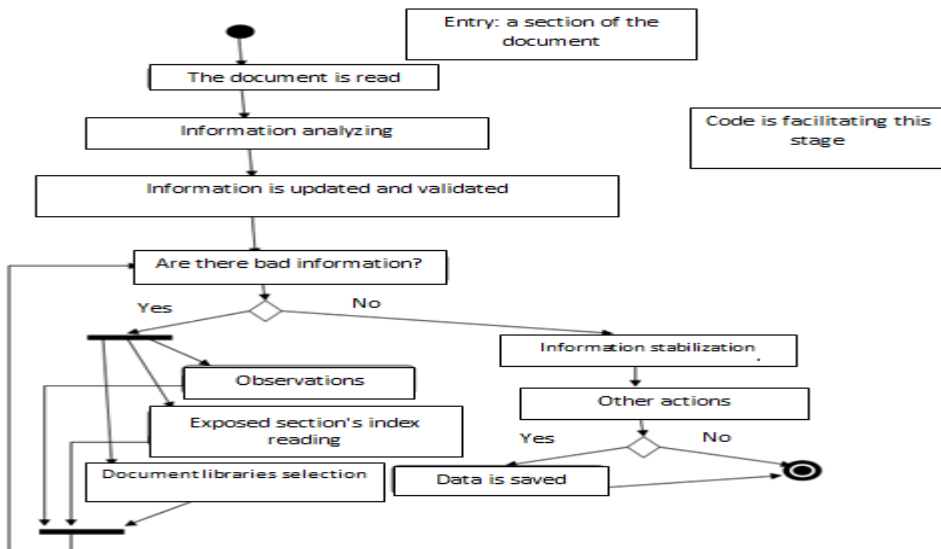 Entry: a section of the
document
The document is read
Information analyzing
Code is facilitating this
stage
Information is updated and validated
Are there bad information?
Yes
No
Information stabilization
Observations
Other actions
Exposed section's index
reading
Yes
No
Document libraries selection
Data is saved